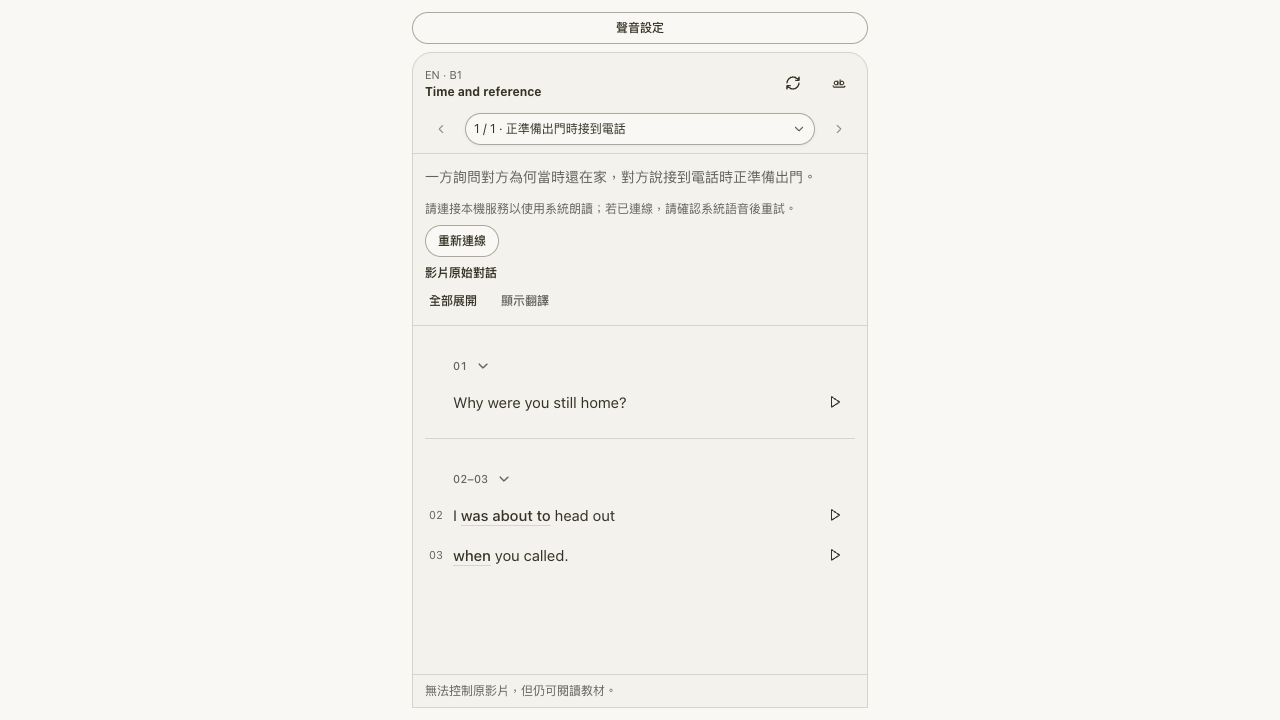 聲音設定
EN · B1
Time and reference
ab
1 / 1 · 正準備出門時接到電話
一方詢問對方為何當時還在家，對方說接到電話時正準備出門。
請連接本機服務以使用系統朗讀；若已連線，請確認系統語音後重試。
重新連線
影片原始對話
全部展開 顯示翻譯
01
Why were you still home?
02–03
02 I was about to head out
03 when you called.
無法控制原影片，但仍可閱讀教材。